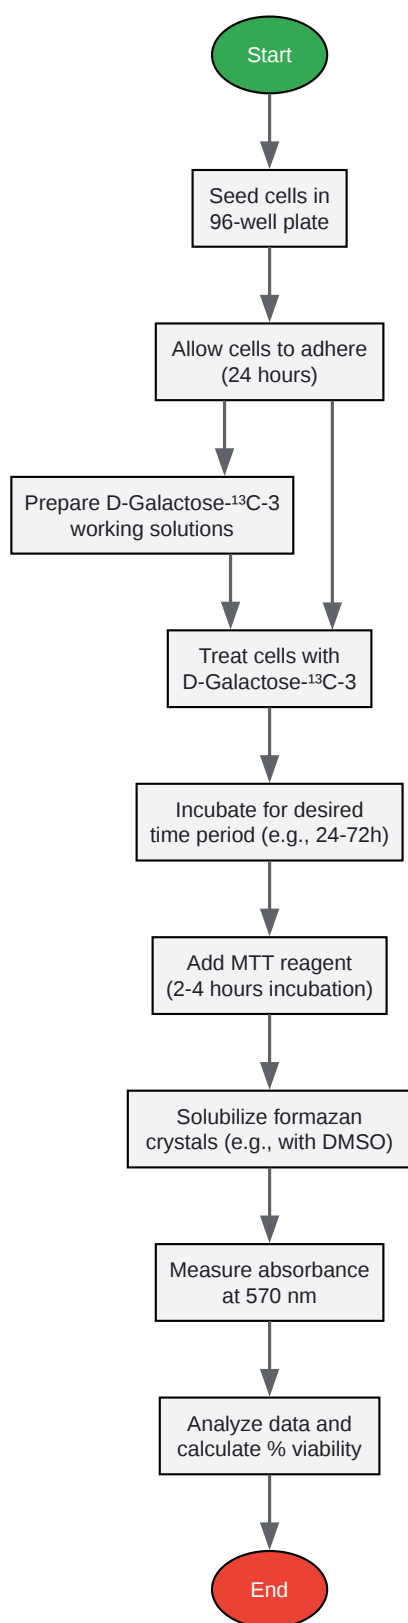 Start
Seed cells in
96-well plate
Allow cells to adhere
(24 hours)
Prepare D-Galactose-¹³C-3
working solutions
Treat cells with
D-Galactose-¹³C-3
Incubate for desired
time period (e.g., 24-72h)
Add MTT reagent
(2-4 hours incubation)
Solubilize formazan
crystals (e.g., with DMSO)
Measure absorbance
at 570 nm
Analyze data and
calculate % viability
End